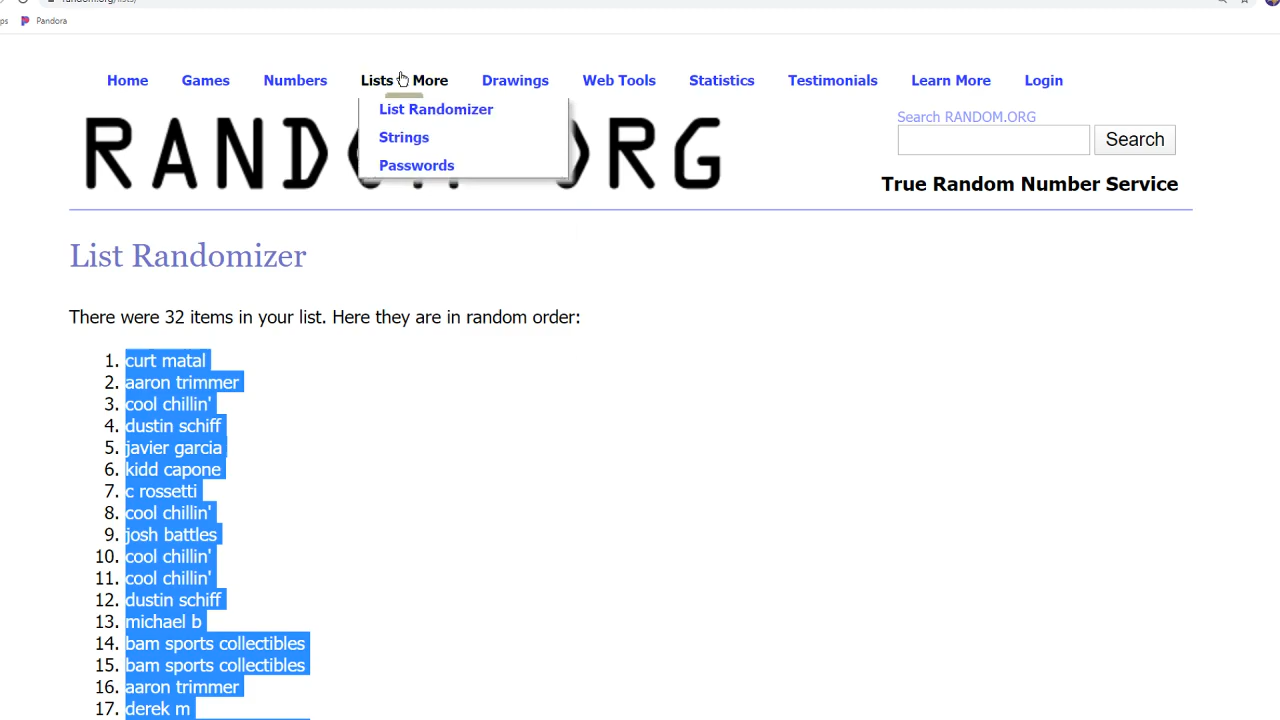 random.org/lists/
ps Pandora
Home Games Numbers Lists & More Drawings Web Tools Statistics Testimonials Learn More Login
List Randomizer
Strings
Passwords
Search RANDOM.ORG
Search
True Random Number Service
List Randomizer
There were 32 items in your list. Here they are in random order:
1. curt matal
2. aaron trimmer
3. cool chillin'
4. dustin schiff
5. javier garcia
6. kidd capone
7. c rossetti
8. cool chillin'
9. josh battles
10. cool chillin'
11. cool chillin'
12. dustin schiff
13. michael b
14. bam sports collectibles
15. bam sports collectibles
16. aaron trimmer
17. derek m